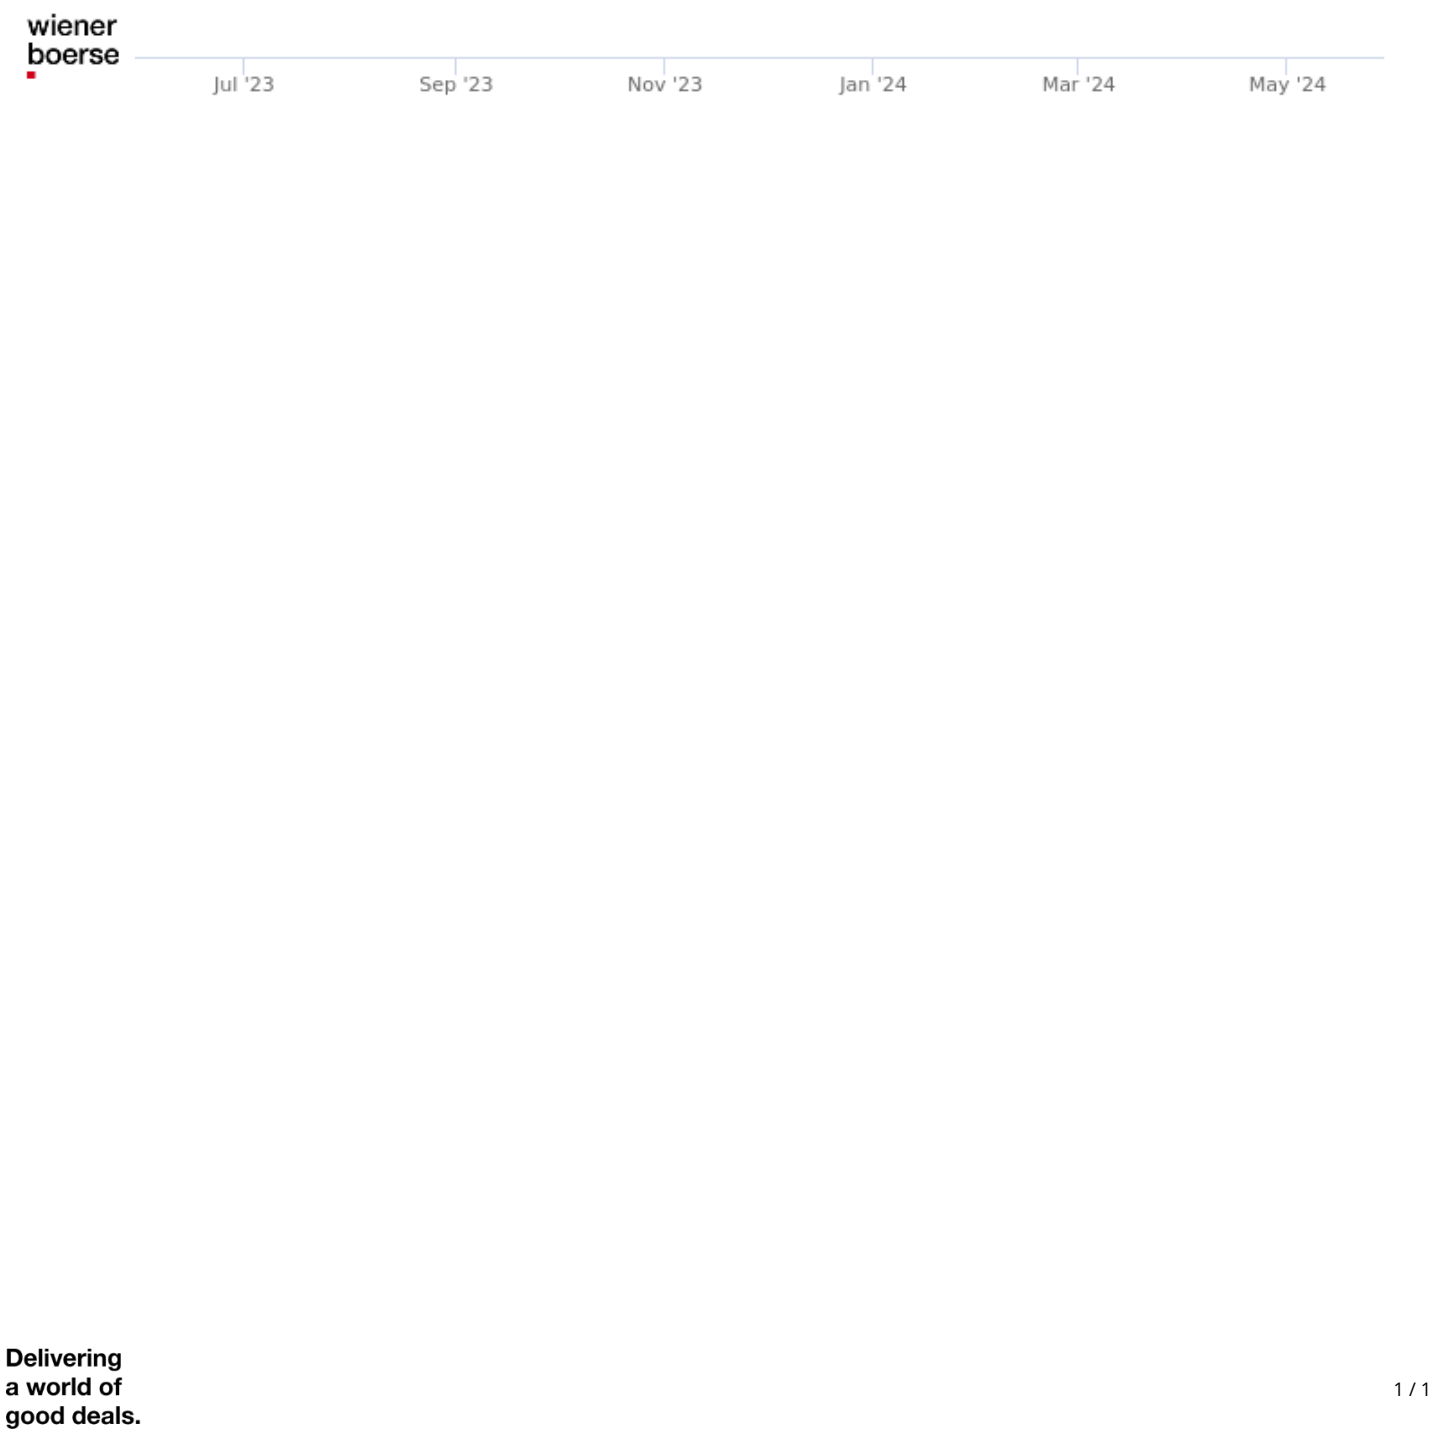 wiener
boerse
Jul '23 Sep '23 Nov '23 Jan '24 Mar '24 May '24
Delivering
a world of
good deals.
1 / 1